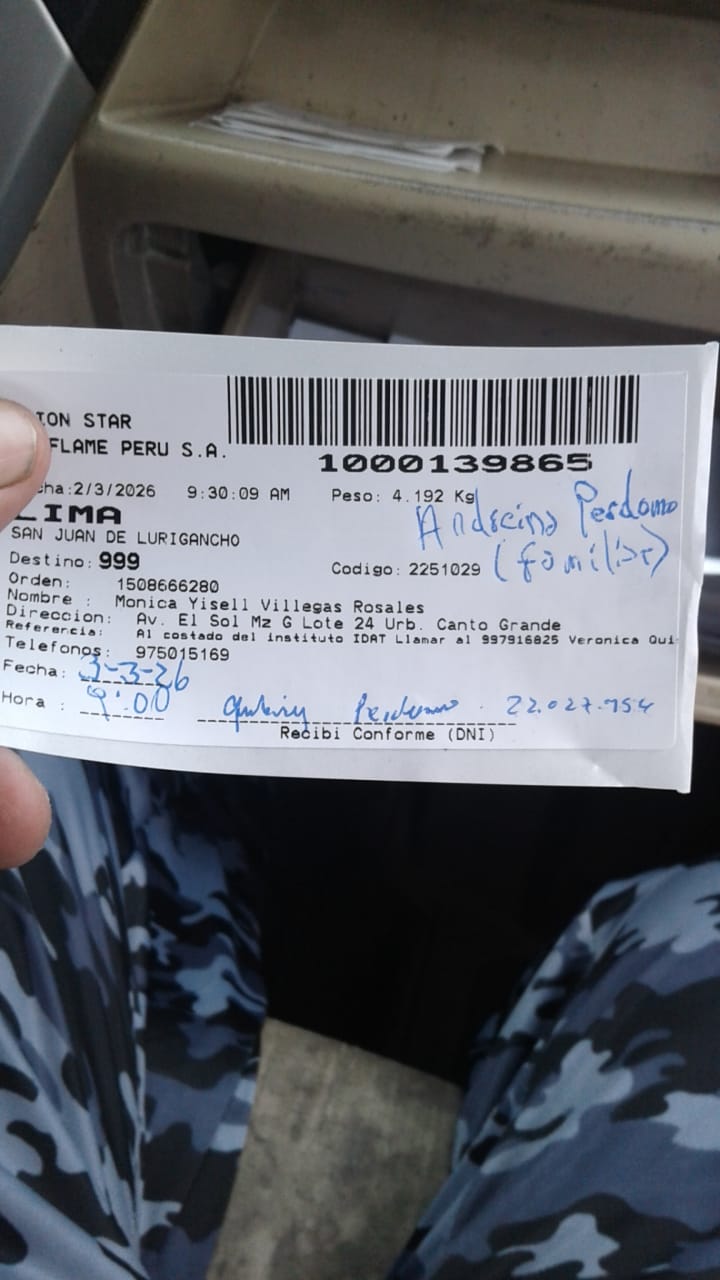 ION STAR
FLAME PERU S.A.
1000139865
ha:2/3/2026 9:30:09 AM Peso: 4.192 Kg
LIMA
Perdomo
SAN JUAN DE LURIGANCHO
(familiar)
Destino: 999 Codigo: 2251029
Orden: 1508666280
Nombre : Monica Yisell Villegas Rosales
Direccion: Av. El Sol Mz G Lote 24 Urb. Canto Grande
Referencia: Al costado del instituto IDAT Llamar al 997916825 Veronica Qui
Telefonos: 975015169
Fecha: 3-3-26
Hora : 9:00 Perdomo 22.027.954
Recibi Conforme (DNI)